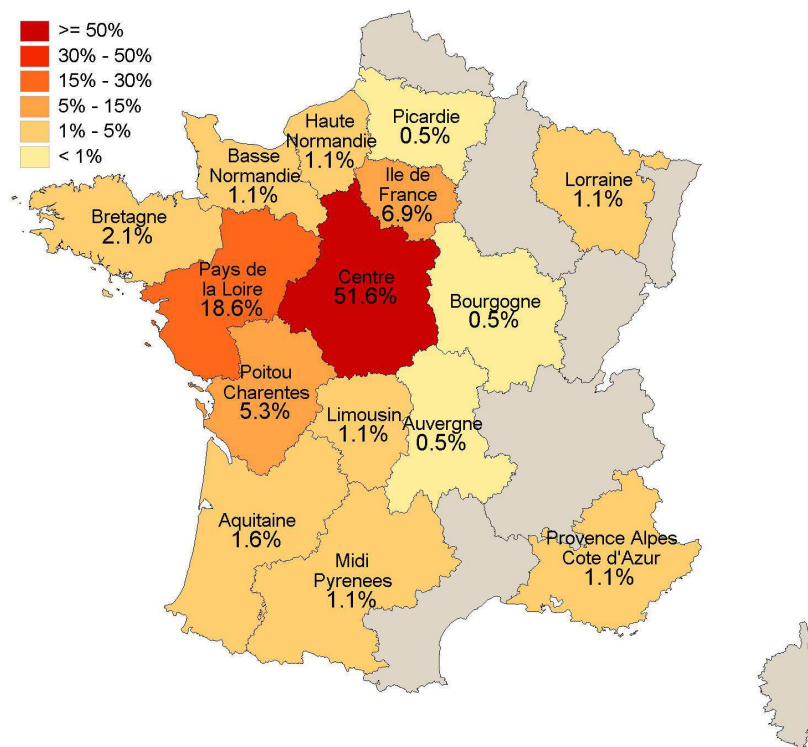 >= 50%
30% - 50%
15% - 30%
5% - 15%
1% - 5%
< 1%
Picardie
0.5%
Haute
Normandie
1.1%
Basse
Normandie
1.1%
Ile de
France
6.9%
Lorraine
1.1%
Bretagne
2.1%
Pays de
la Loire
18.6%
Centre
51.6%
Bourgogne
0.5%
Poitou
Charentes
5.3%
Limousin
1.1%
Auvergne
0.5%
Aquitaine
1.6%
Midi
Pyrenees
1.1%
Provence Alpes
Cote d'Azur
1.1%